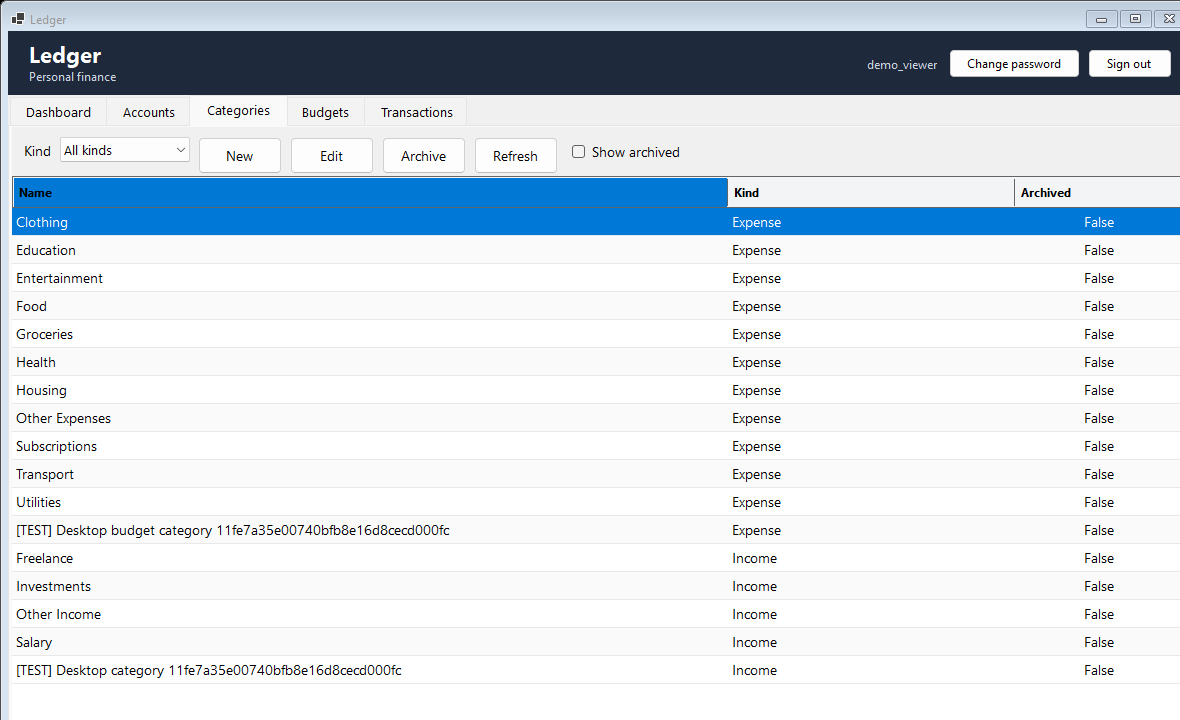 Ledger
Ledger
Personal finance
demo_viewer
Change password
Sign out
Dashboard
Accounts
Categories
Budgets
Transactions
Kind
All kinds
New
Edit
Archive
Refresh
Show archived
Name Kind Archived
Clothing Expense False
Education Expense False
Entertainment Expense False
Food Expense False
Groceries Expense False
Health Expense False
Housing Expense False
Other Expenses Expense False
Subscriptions Expense False
Transport Expense False
Utilities Expense False
[TEST] Desktop budget category 11fe7a35e00740bfb8e16d8cecd000fc Expense False
Freelance Income False
Investments Income False
Other Income Income False
Salary Income False
[TEST] Desktop category 11fe7a35e00740bfb8e16d8cecd000fc Income False